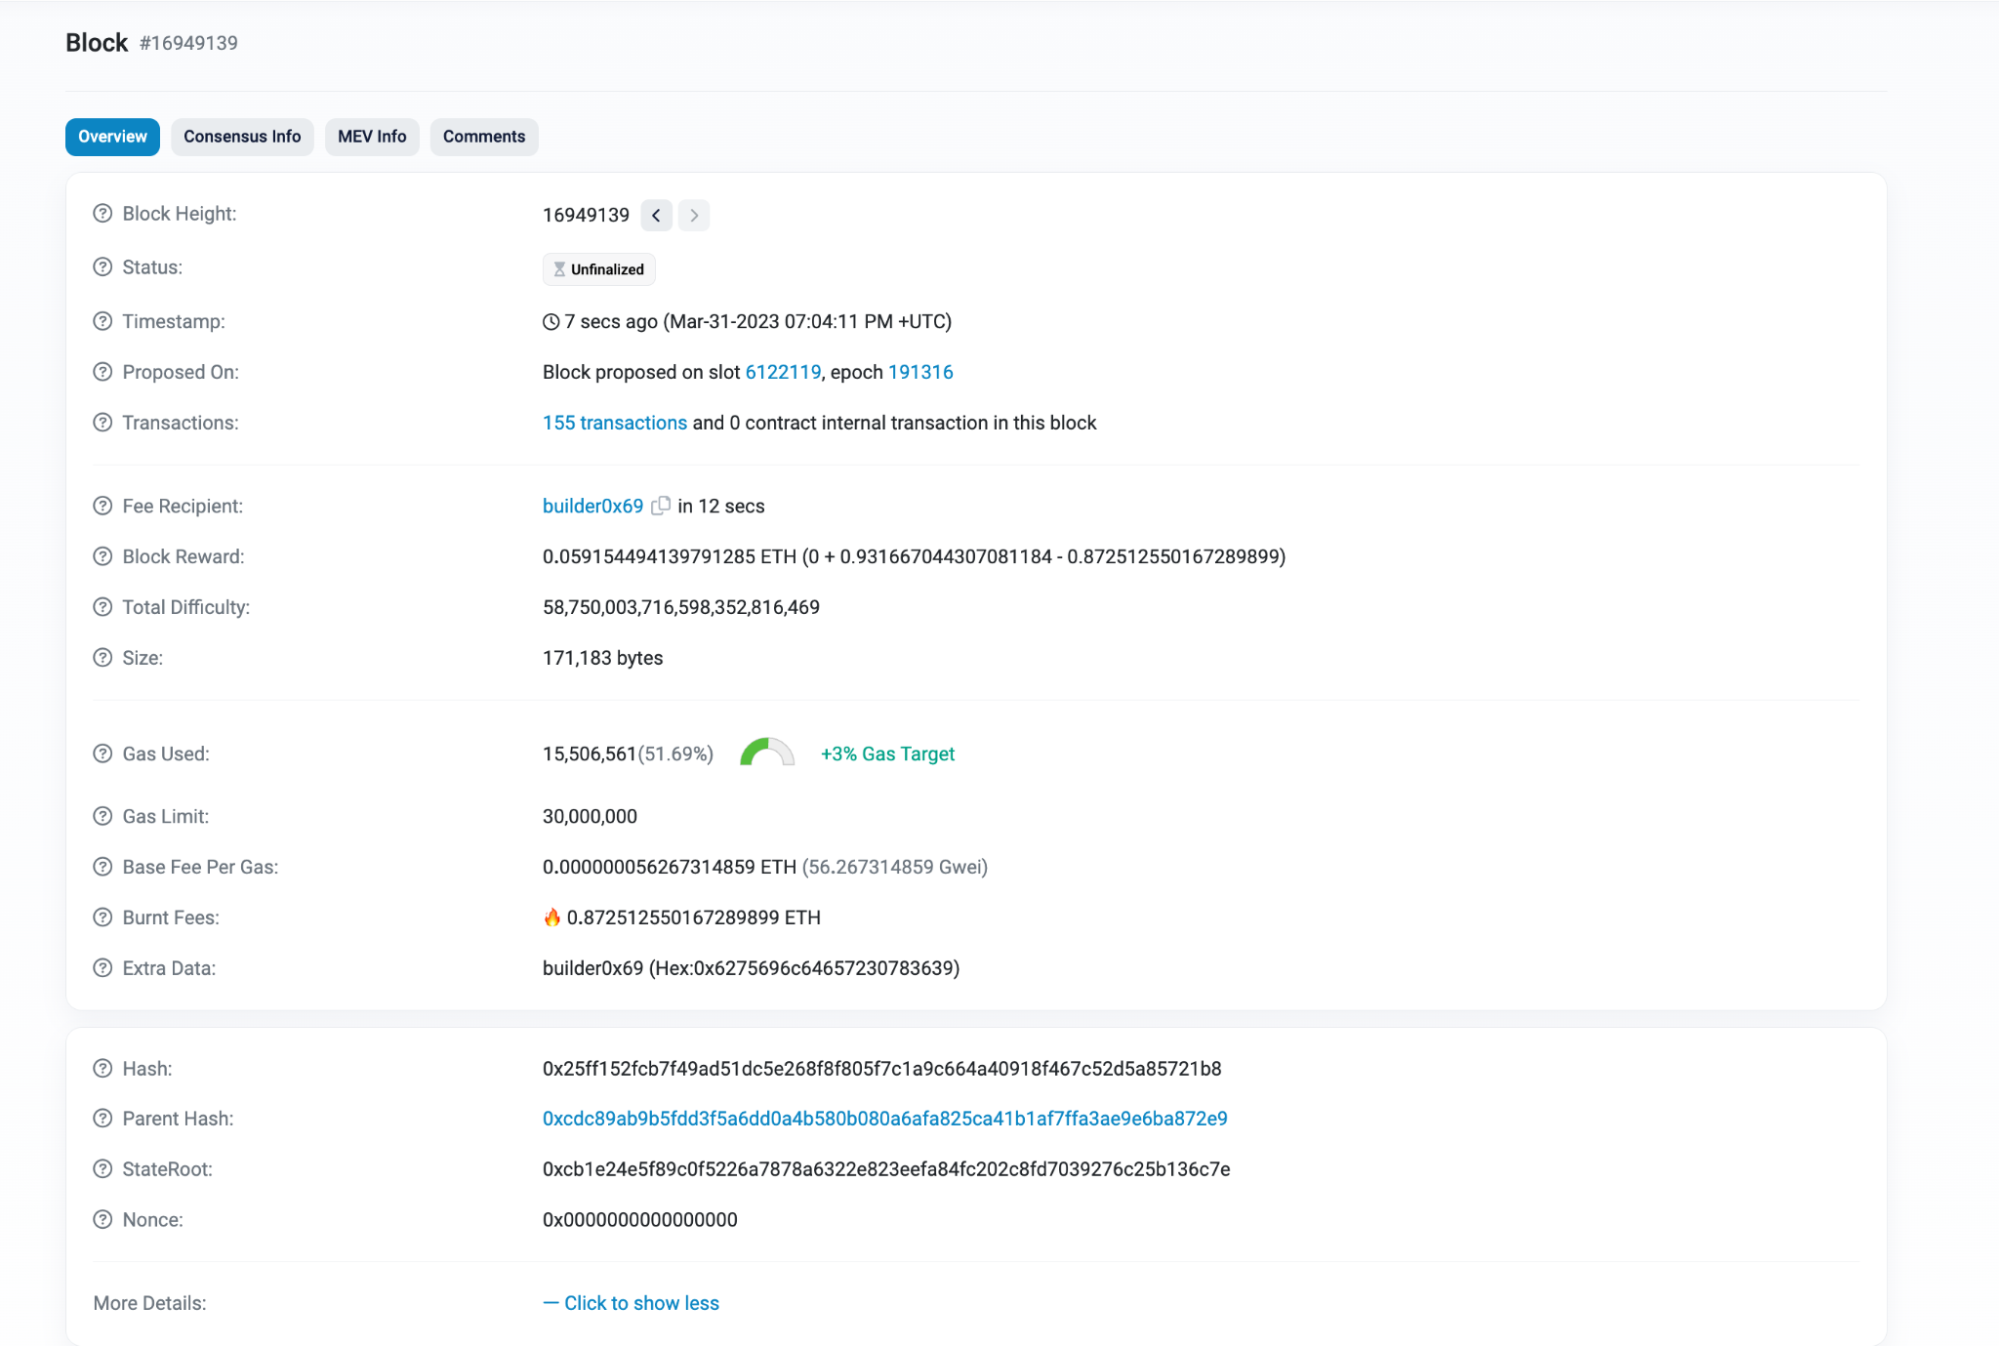 Block #16949139
Overview
Consensus Info
MEV Info
Comments
Block Height: 16949139
Status: Unfinalized
Timestamp: 7 secs ago (Mar-31-2023 07:04:11 PM +UTC)
Proposed On: Block proposed on slot 6122119, epoch 191316
Transactions: 155 transactions and 0 contract internal transaction in this block
Fee Recipient: builder0x69 in 12 secs
Block Reward: 0.059154494139791285 ETH (0 + 0.931667044307081184 - 0.872512550167289899)
Total Difficulty: 58,750,003,716,598,352,816,469
Size: 171,183 bytes
Gas Used: 15,506,561(51.69%) +3% Gas Target
Gas Limit: 30,000,000
Base Fee Per Gas: 0.000000056267314859 ETH (56.267314859 Gwei)
Burnt Fees: 0.872512550167289899 ETH
Extra Data: builder0x69 (Hex:0x6275696c64657230783639)
Hash: 0x25ff152fcb7f49ad51dc5e268f8f805f7c1a9c664a40918f467c52d5a85721b8
Parent Hash: 0xcdc89ab9b5fdd3f5a6dd0a4b580b080a6afa825ca41b1af7ffa3ae9e6ba872e9
StateRoot: 0xcb1e24e5f89c0f5226a7878a6322e823eefa84fc202c8fd7039276c25b136c7e
Nonce: 0x0000000000000000
More Details: — Click to show less